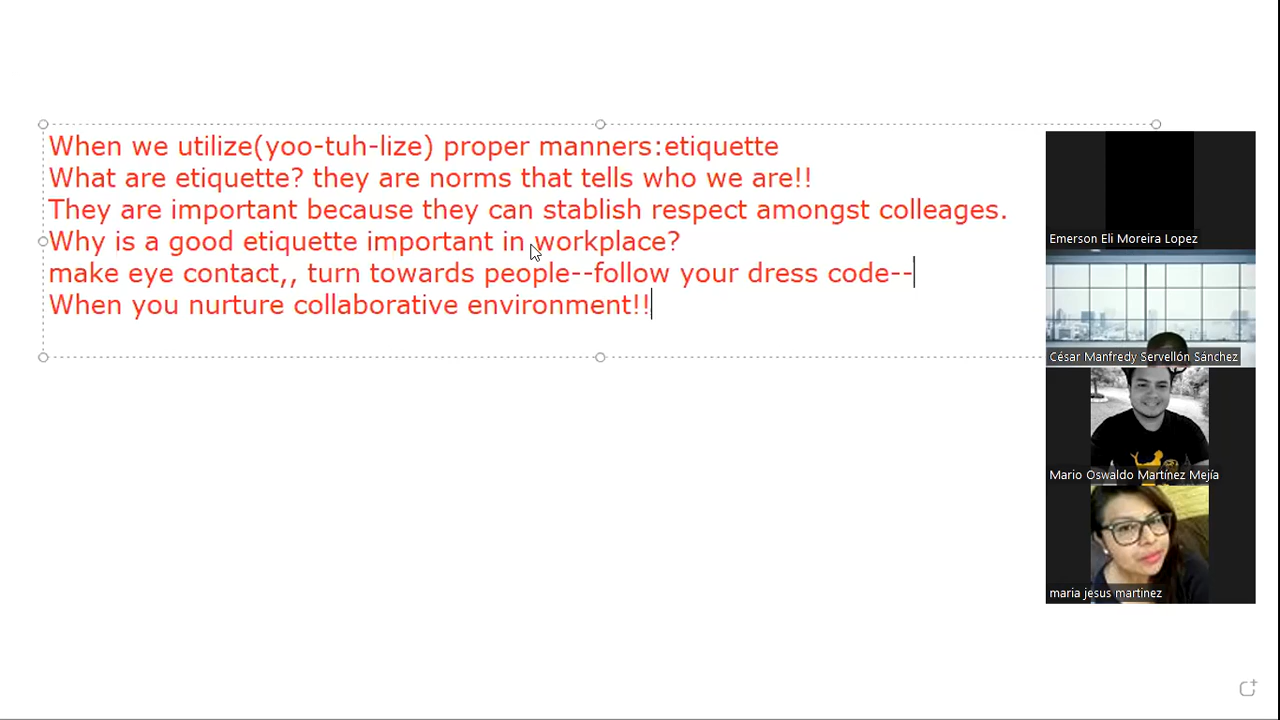 When we utilize(yoo-tuh-lize) proper manners:etiquette
What are etiquette? they are norms that tells who we are!!
They are important because they can stablish respect amongst colleages.
Why is a good etiquette important in workplace?
make eye contact,, turn towards people--follow your dress code--
When you nurture collaborative environment!!
Emerson Eli Moreira Lopez
César Manfredy Servellón Sánchez
Mario Oswaldo Martínez Mejía
maria jesus martinez